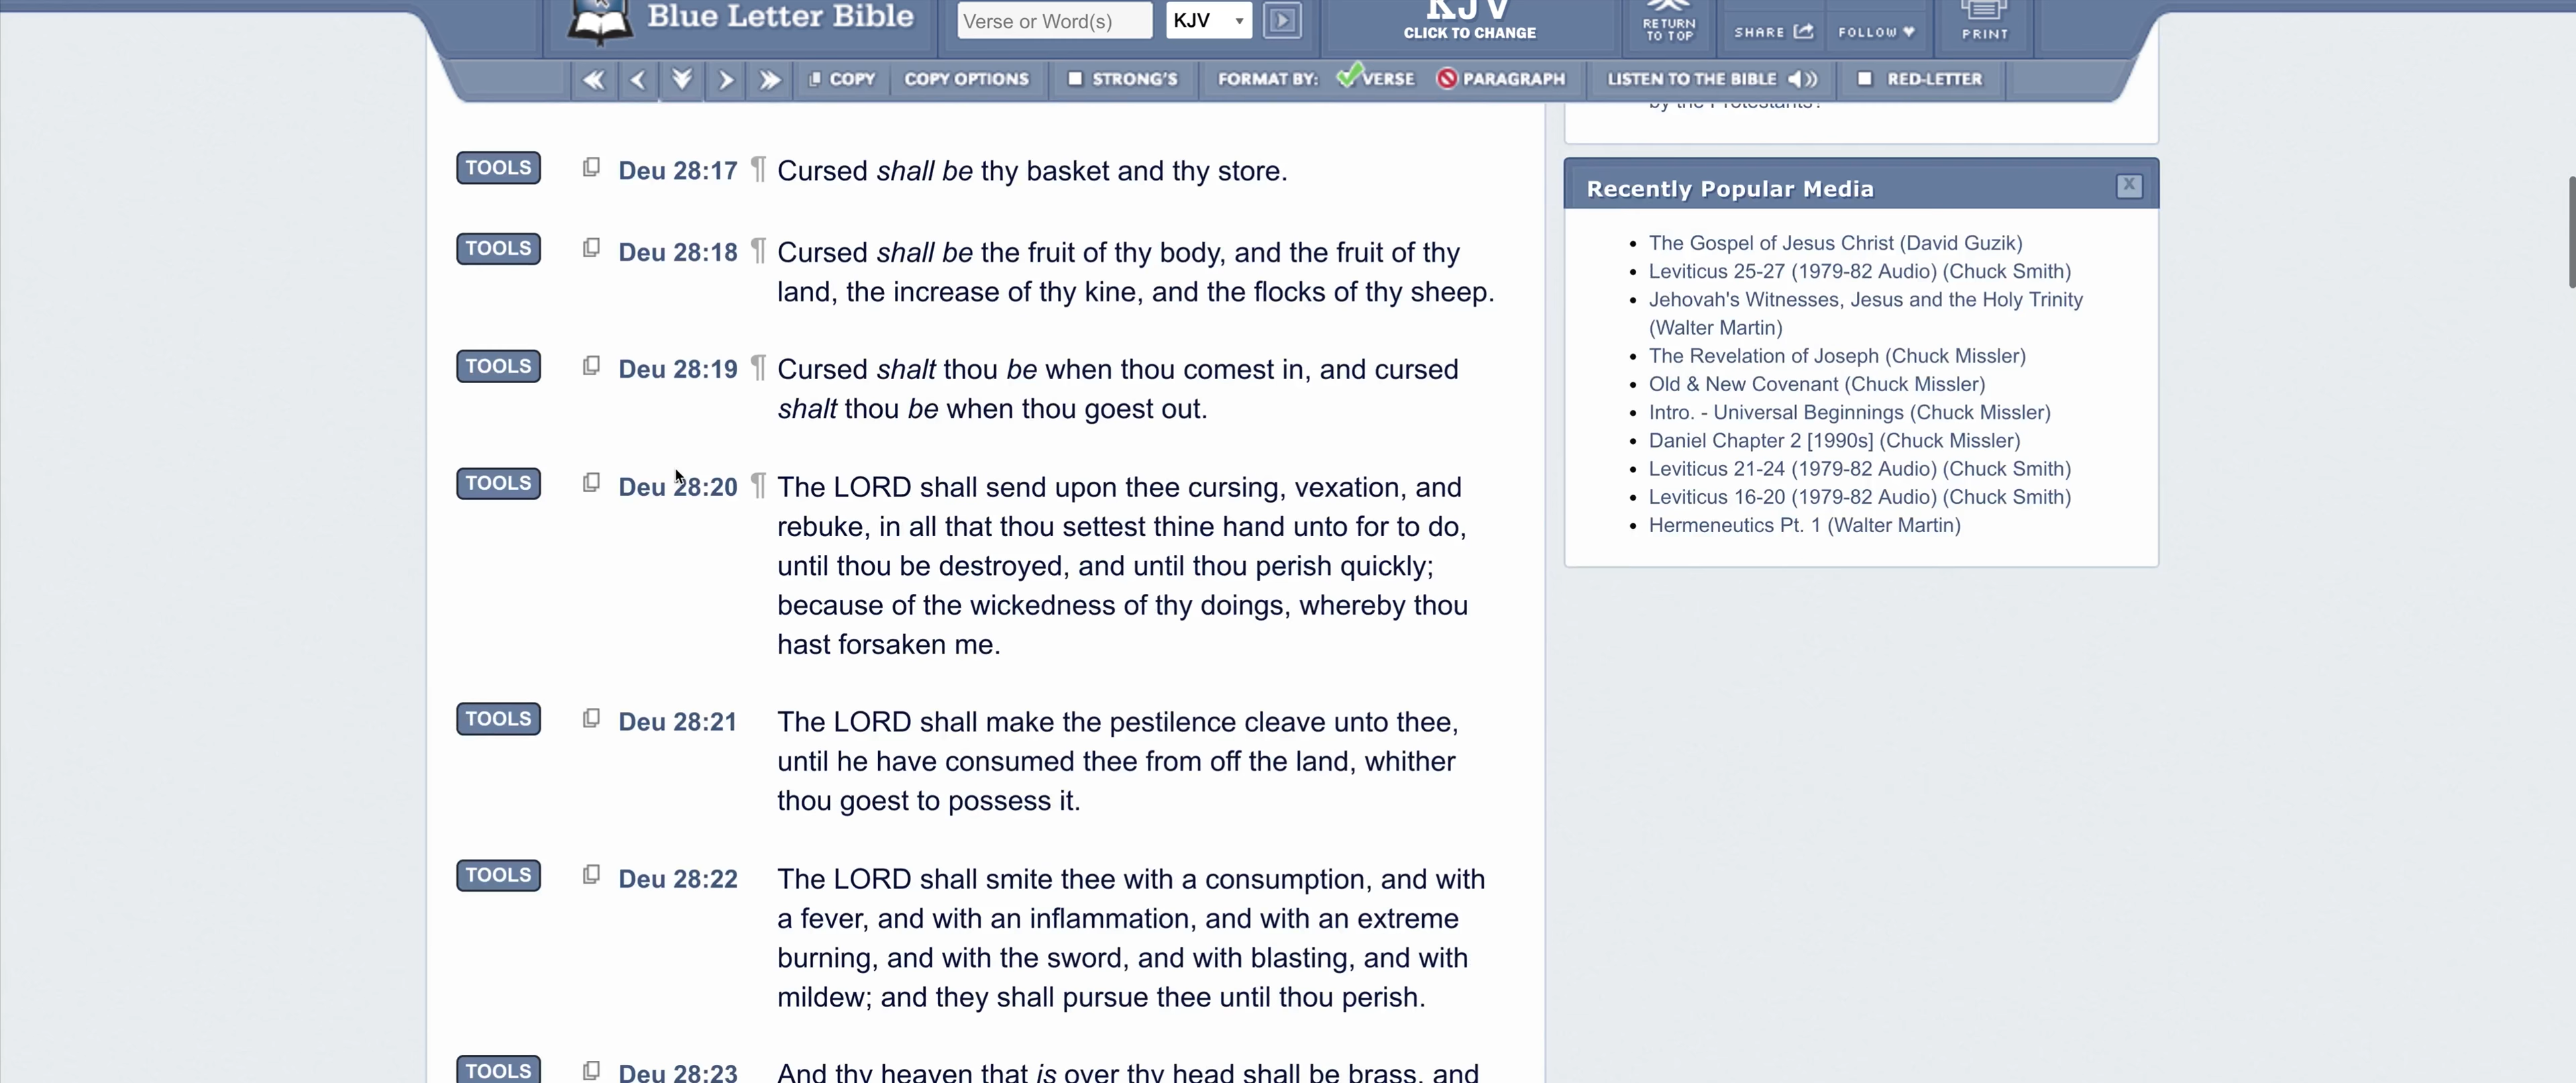 Blue Letter Bible
Verse or Word(s)
KJV
KJV
CLICK TO CHANGE
RETURN
TO TOP
SHARE
FOLLOW
PRINT
COPY
COPY OPTIONS
STRONG'S
FORMAT BY:
VERSE
PARAGRAPH
LISTEN TO THE BIBLE
RED-LETTER
TOOLS Deu 28:17 ¶ Cursed shall be thy basket and thy store.
TOOLS Deu 28:18 ¶ Cursed shall be the fruit of thy body, and the fruit of thy
land, the increase of thy kine, and the flocks of thy sheep.
TOOLS Deu 28:19 ¶ Cursed shalt thou be when thou comest in, and cursed
shalt thou be when thou goest out.
TOOLS Deu 28:20 ¶ The LORD shall send upon thee cursing, vexation, and
rebuke, in all that thou settest thine hand unto for to do,
until thou be destroyed, and until thou perish quickly;
because of the wickedness of thy doings, whereby thou
hast forsaken me.
TOOLS Deu 28:21 The LORD shall make the pestilence cleave unto thee,
until he have consumed thee from off the land, whither
thou goest to possess it.
TOOLS Deu 28:22 The LORD shall smite thee with a consumption, and with
a fever, and with an inflammation, and with an extreme
burning, and with the sword, and with blasting, and with
mildew; and they shall pursue thee until thou perish.
TOOLS Deu 28:23 And thy heaven that is over thy head shall be brass, and
by the Protestants?
Recently Popular Media
X
The Gospel of Jesus Christ (David Guzik)
Leviticus 25-27 (1979-82 Audio) (Chuck Smith)
Jehovah's Witnesses, Jesus and the Holy Trinity
(Walter Martin)
The Revelation of Joseph (Chuck Missler)
Old & New Covenant (Chuck Missler)
Intro. - Universal Beginnings (Chuck Missler)
Daniel Chapter 2 [1990s] (Chuck Missler)
Leviticus 21-24 (1979-82 Audio) (Chuck Smith)
Leviticus 16-20 (1979-82 Audio) (Chuck Smith)
Hermeneutics Pt. 1 (Walter Martin)